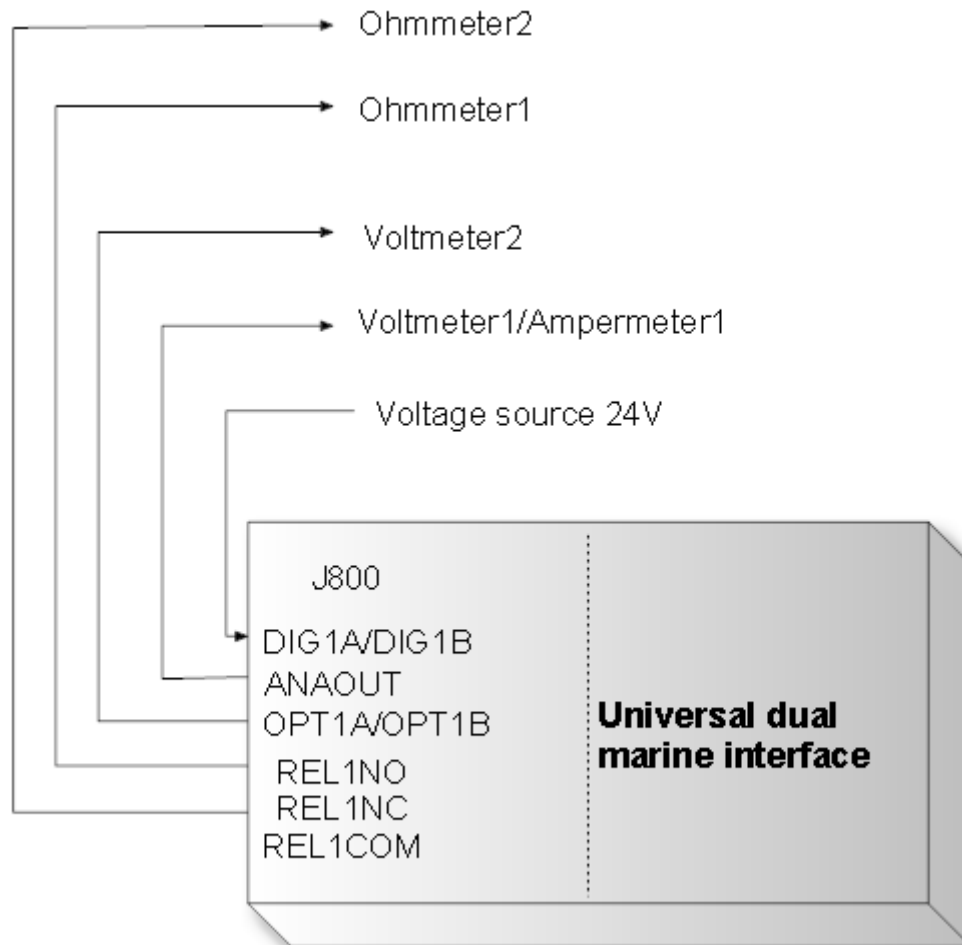 Ohmmeter2
Ohmmeter1
Voltmeter2
Voltmeter1/Ampermeter1
Voltage source 24V
J800
DIG1A/DIG1B
ANAOUT
OPT1A/OPT1B
REL1NO
REL1NC
REL1COM
Universal dual
marine interface